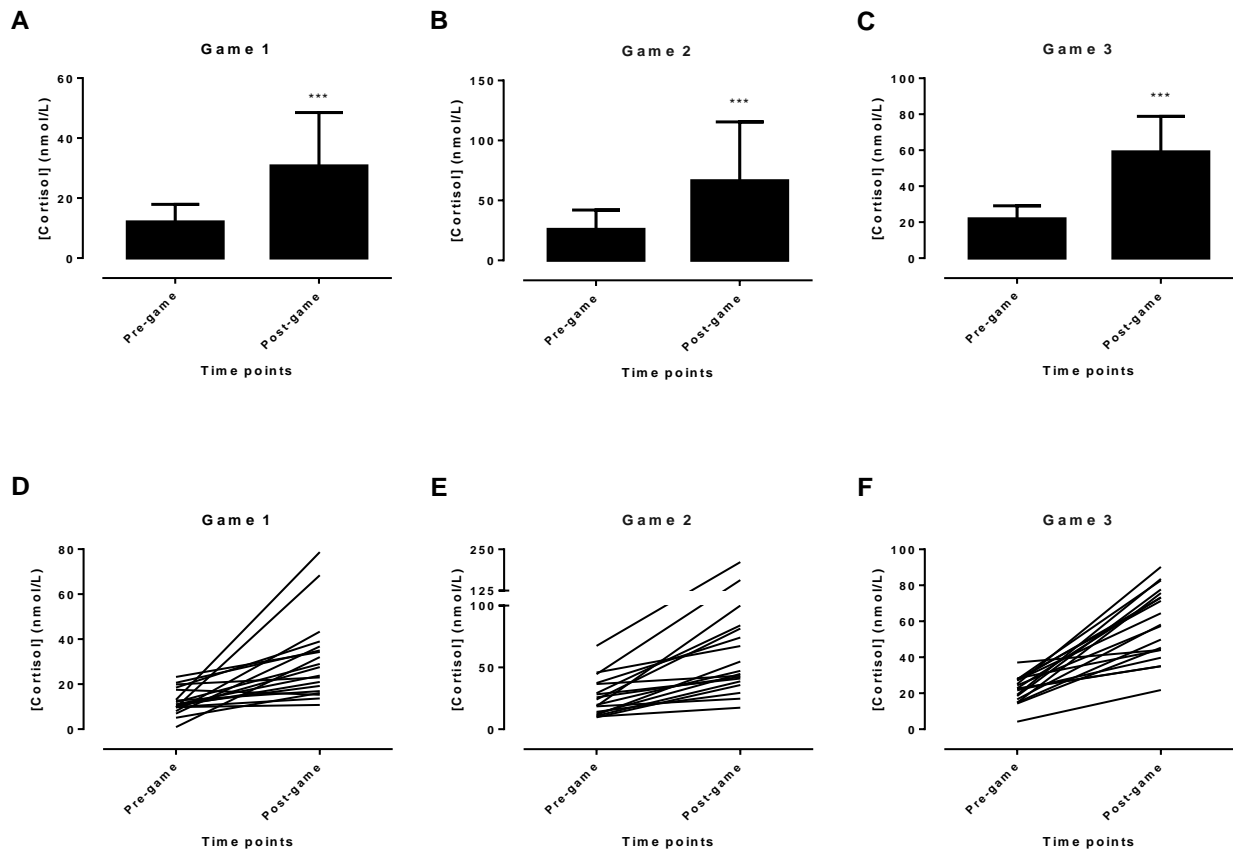 A
Game 1
[Cortisol] (nmol/L)
60
40
20
0
***
Pre-game
Post-game
Time points
B
Game 2
[Cortisol] (nmol/L)
150
100
50
0
***
Pre-game
Post-game
Time points
C
Game 3
[Cortisol] (nmol/L)
100
80
60
40
20
0
***
Pre-game
Post-game
Time points
D
Game 1
[Cortisol] (nmol/L)
80
60
40
20
0
Pre-game
Post-game
Time points
E
Game 2
[Cortisol] (nmol/L)
250
125
100
50
0
Pre-game
Post-game
Time points
F
Game 3
[Cortisol] (nmol/L)
100
80
60
40
20
0
Pre-game
Post-game
Time points